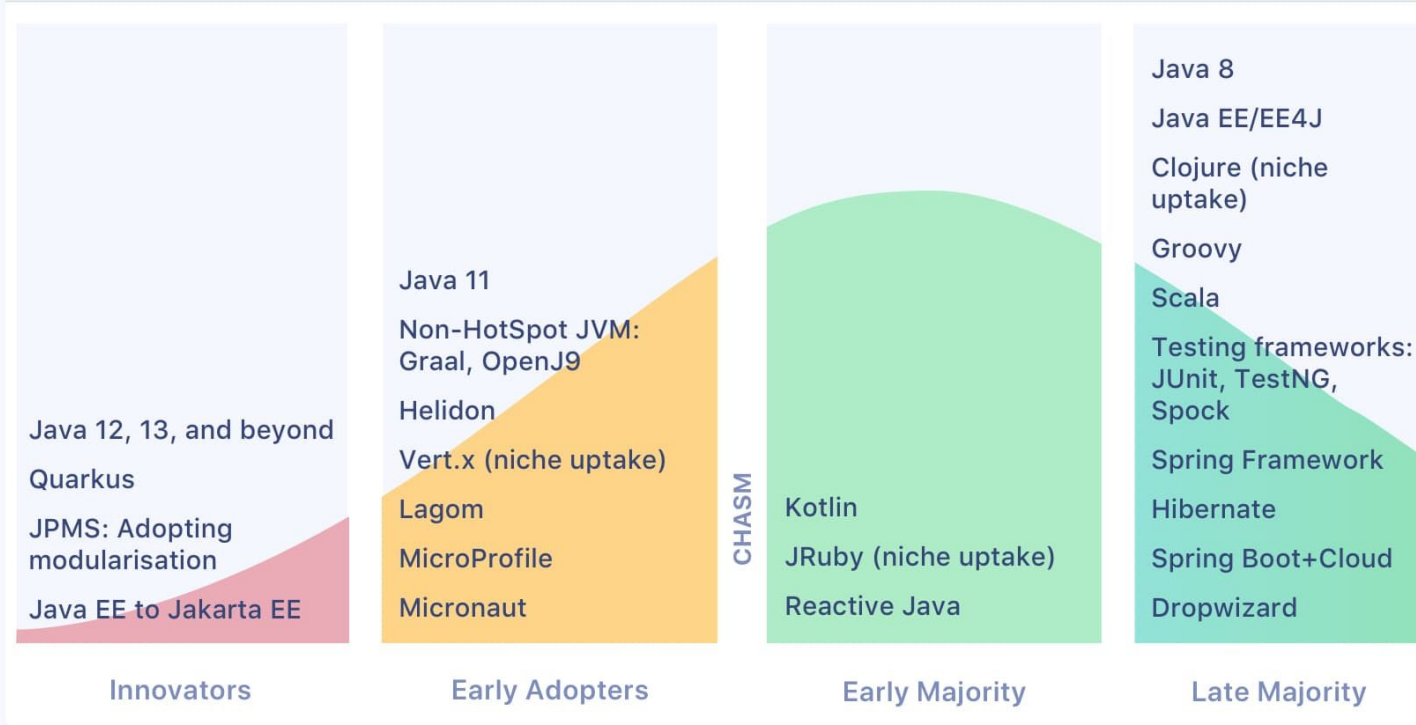 Java 12, 13, and beyond
Quarkus
JPMS: Adopting
modularisation
Java EE to Jakarta EE
Innovators
Java 11
Non-HotSpot JVM:
Graal, OpenJ9
Helidon
Vert.x (niche uptake)
Lagom
MicroProfile
Micronaut
Early Adopters
CHASM
Kotlin
JRuby (niche uptake)
Reactive Java
Early Majority
Java 8
Java EE/EE4J
Clojure (niche
uptake)
Groovy
Scala
Testing frameworks:
JUnit, TestNG,
Spock
Spring Framework
Hibernate
Spring Boot+Cloud
Dropwizard
Late Majority